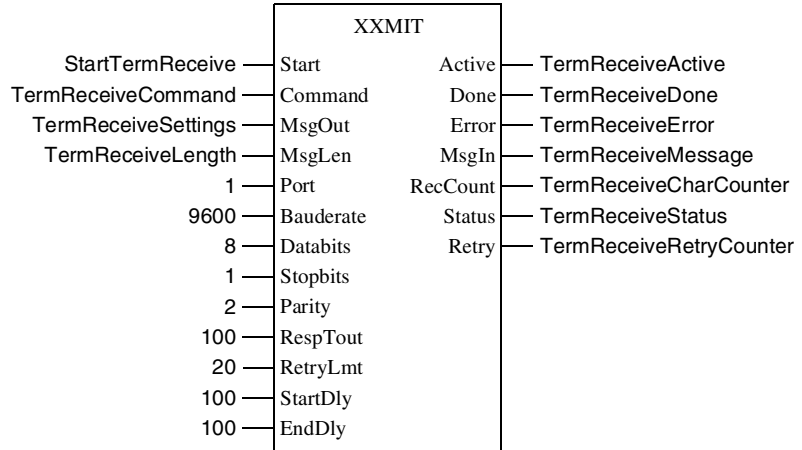 XXMIT
StartTermReceive Start Active TermReceiveActive
TermReceiveCommand Command Done TermReceiveDone
TermReceiveSettings MsgOut Error TermReceiveError
TermReceiveLength MsgLen MsgIn TermReceiveMessage
1 Port RecCount TermReceiveCharCounter
9600 Bauderate Status TermReceiveStatus
8 Databits Retry TermReceiveRetryCounter
1 Stopbits
2 Parity
100 RespTout
20 RetryLmt
100 StartDly
100 EndDly